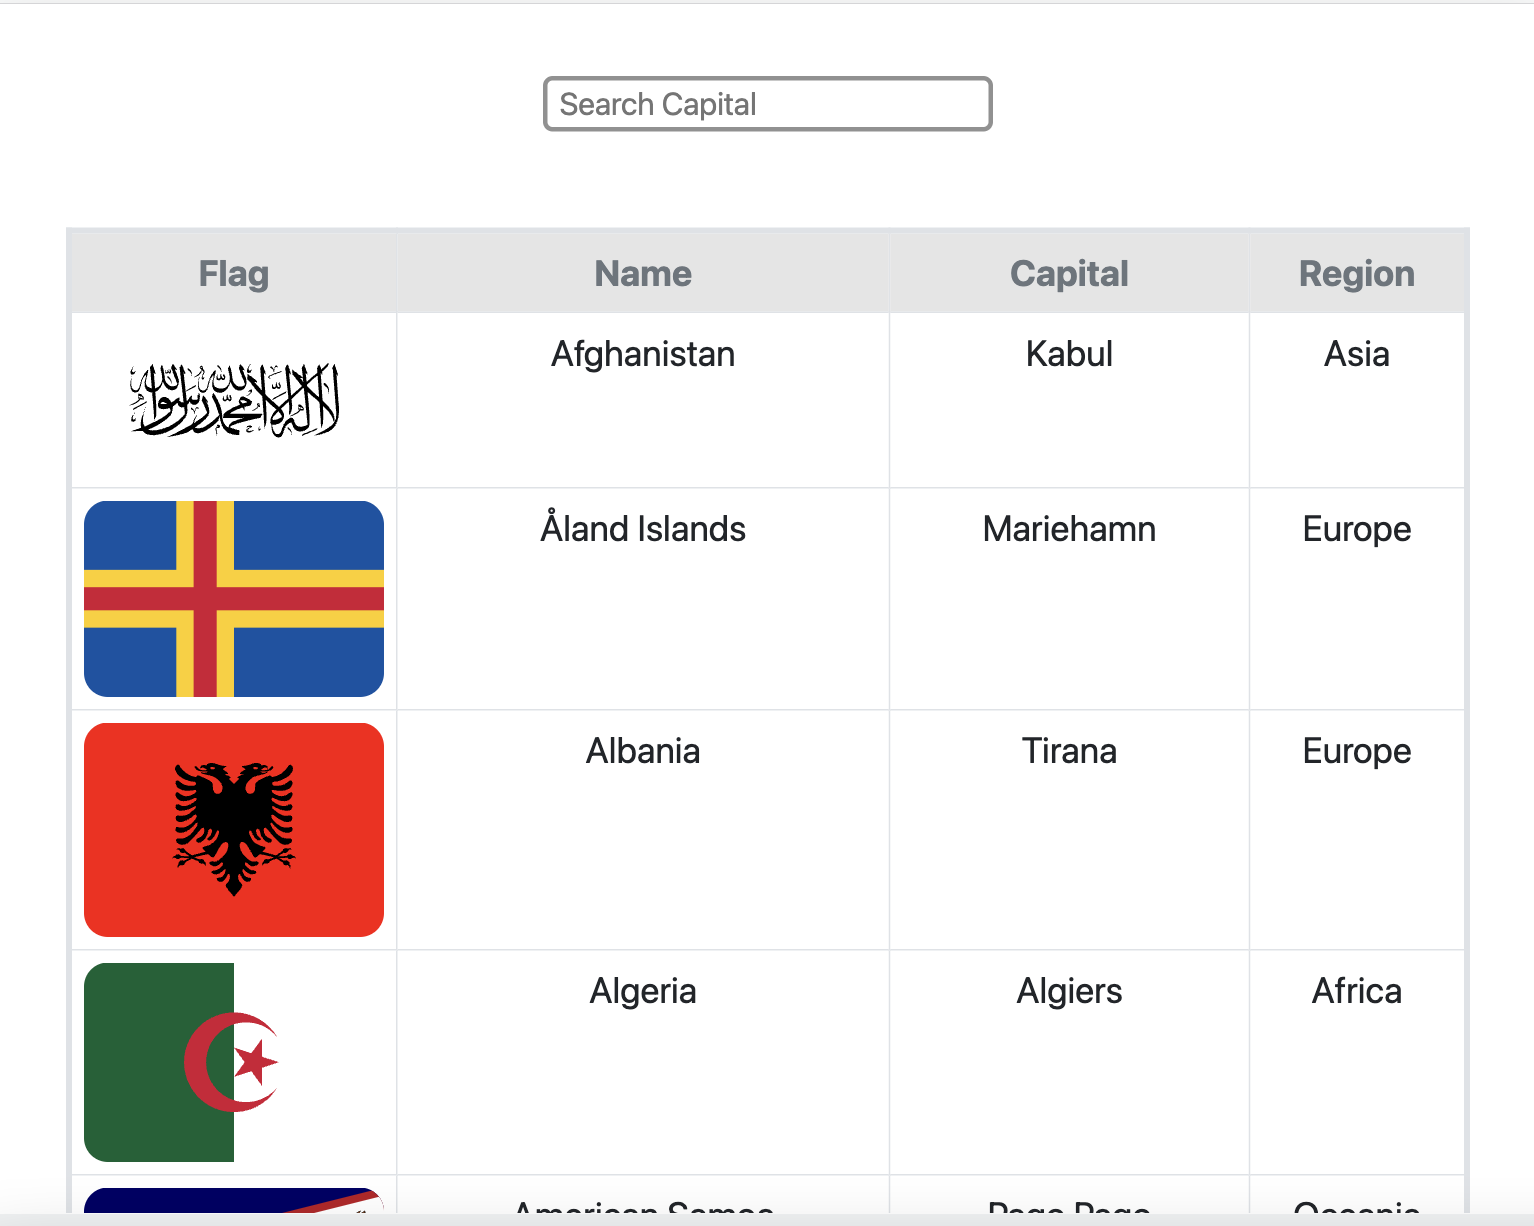 Search Capital
Flag Name Capital Region
لا إله إلا الله محمد رسول الله
Afghanistan Kabul Asia
Åland Islands Mariehamn Europe
Albania Tirana Europe
Algeria Algiers Africa
American Samoa Pago Pago Oceania